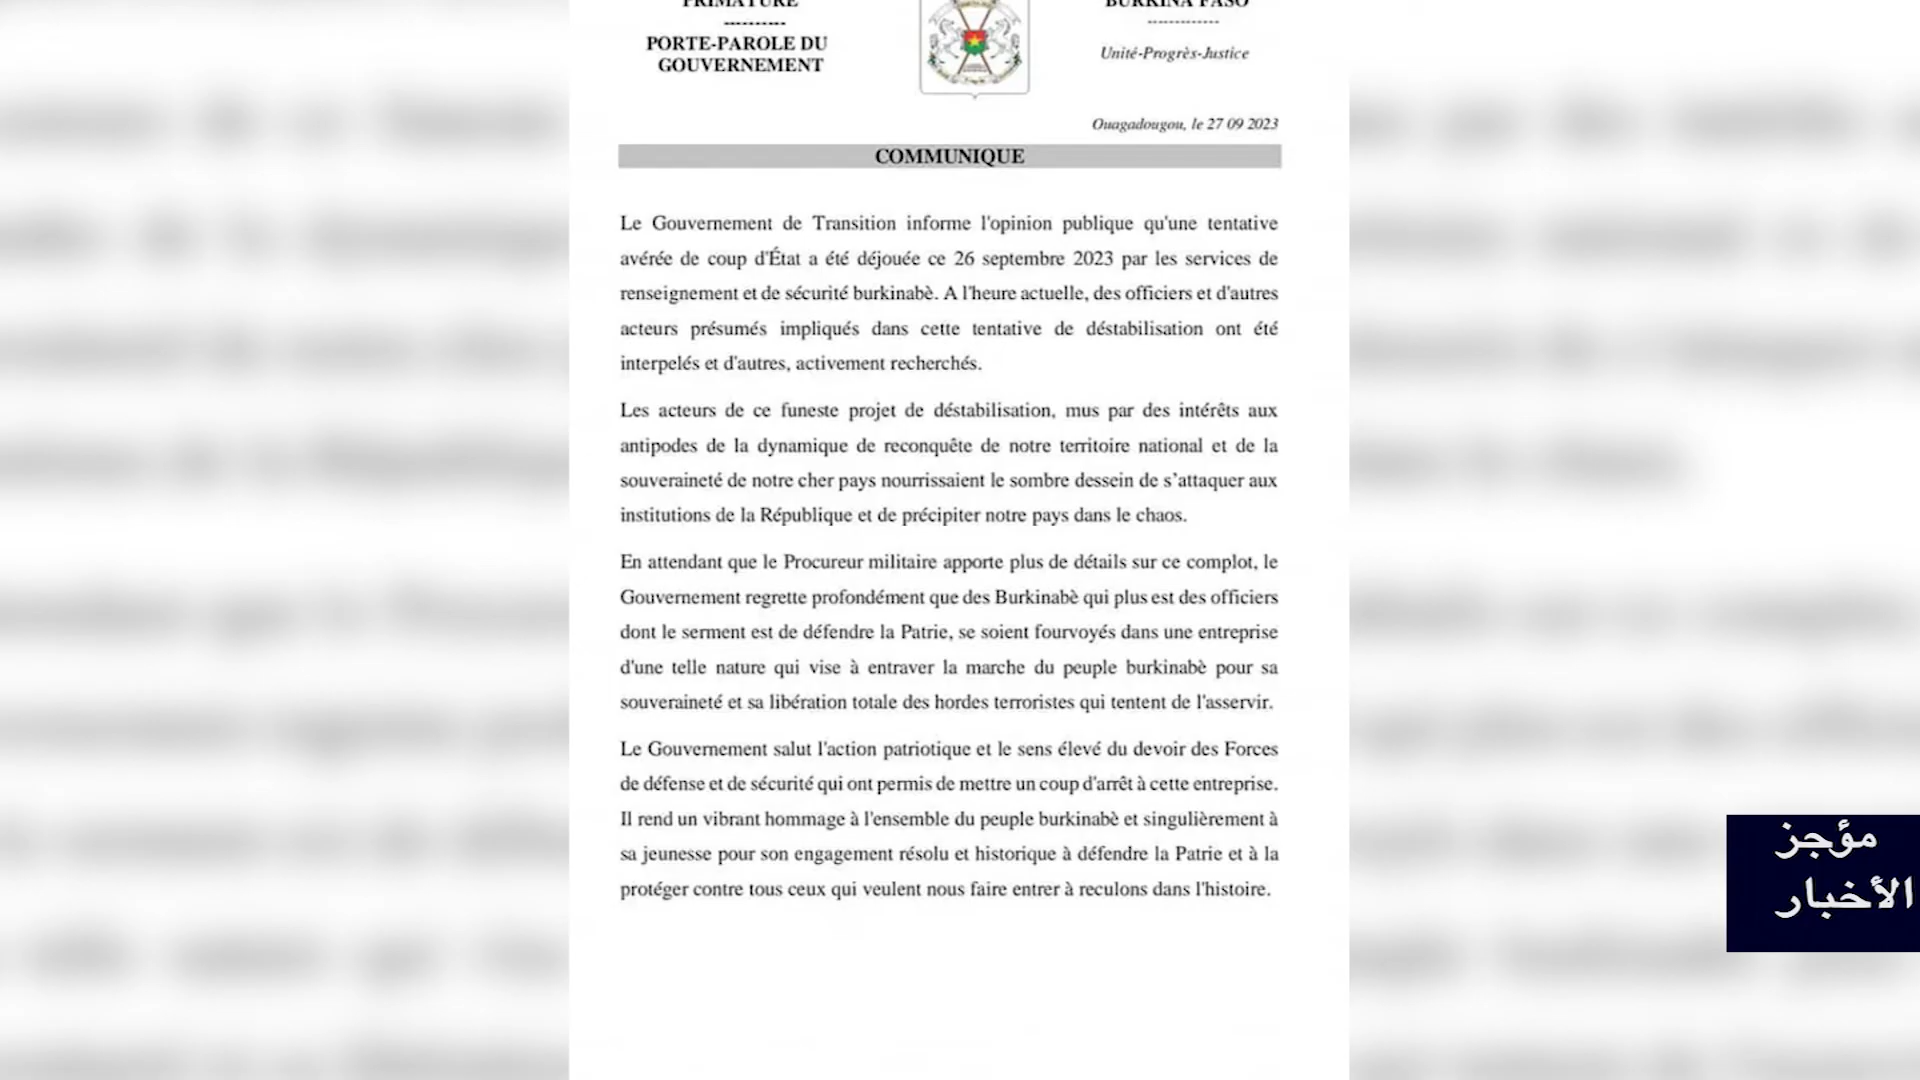 PRIMATURE
----------
PORTE-PAROLE DU
GOUVERNEMENT
BURKINA FASO
-------------
Unité-Progrès-Justice
Ouagadougou, le 27 09 2023
COMMUNIQUE
Le Gouvernement de Transition informe l'opinion publique qu'une tentative
avérée de coup d'État a été déjouée ce 26 septembre 2023 par les services de
renseignement et de sécurité burkinabè. A l'heure actuelle, des officiers et d'autres
acteurs présumés impliqués dans cette tentative de déstabilisation ont été
interpelés et d'autres, activement recherchés.
Les acteurs de ce funeste projet de déstabilisation, mus par des intérêts aux
antipodes de la dynamique de reconquête de notre territoire national et de la
souveraineté de notre cher pays nourrissaient le sombre dessein de s’attaquer aux
institutions de la République et de précipiter notre pays dans le chaos.
En attendant que le Procureur militaire apporte plus de détails sur ce complot, le
Gouvernement regrette profondément que des Burkinabè qui plus est des officiers
dont le serment est de défendre la Patrie, se soient fourvoyés dans une entreprise
d'une telle nature qui vise à entraver la marche du peuple burkinabè pour sa
souveraineté et sa libération totale des hordes terroristes qui tentent de l'asservir.
Le Gouvernement salut l'action patriotique et le sens élevé du devoir des Forces
de défense et de sécurité qui ont permis de mettre un coup d'arrêt à cette entreprise.
Il rend un vibrant hommage à l'ensemble du peuple burkinabè et singulièrement à
sa jeunesse pour son engagement résolu et historique à défendre la Patrie et à la
protéger contre tous ceux qui veulent nous faire entrer à reculons dans l'histoire.
مؤجز
الأخبار